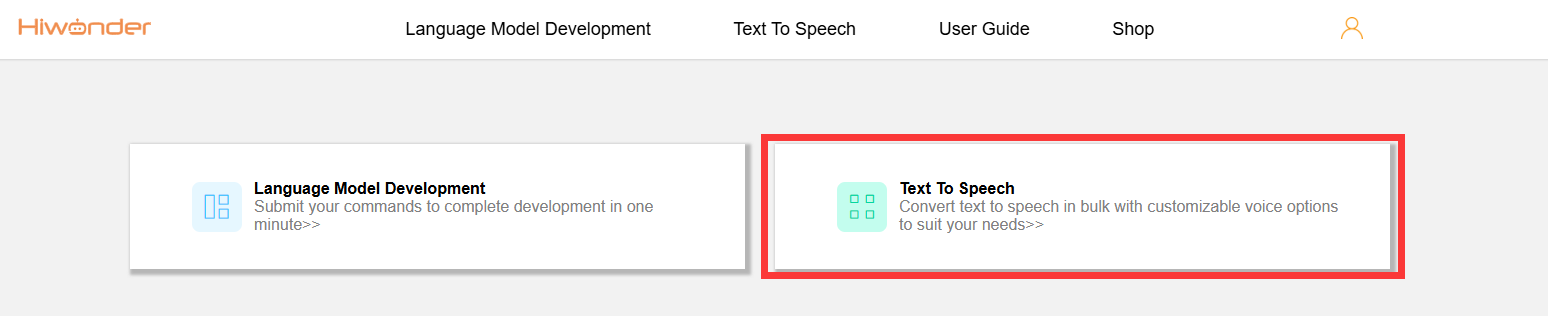 Hiwonder
Language Model Development
Text To Speech
User Guide
Shop
Language Model Development
Submit your commands to complete development in one
minute>>
Text To Speech
Convert text to speech in bulk with customizable voice options
to suit your needs>>